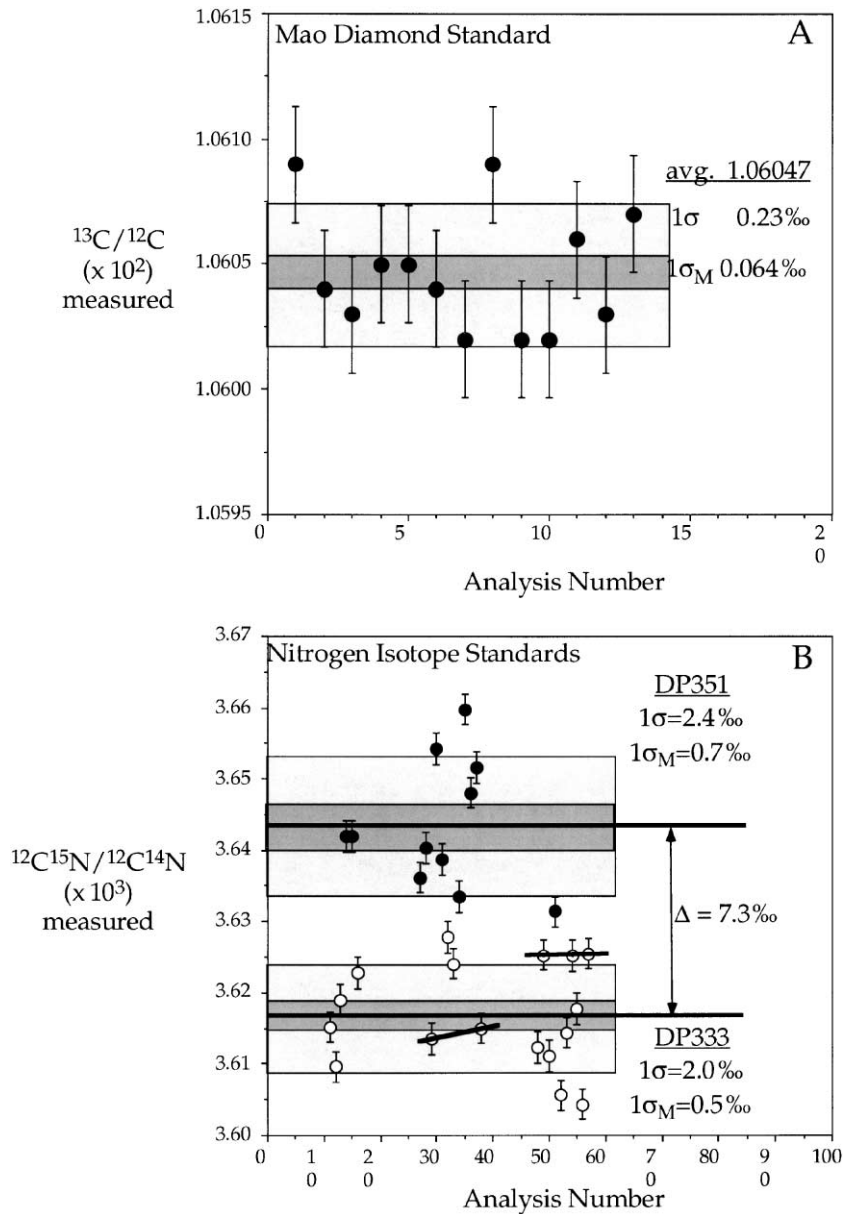 Mao Diamond Standard
A
1.0615
1.0610
1.0605
1.0600
1.0595
¹³C/¹²C
(x 10²)
measured
avg. 1.06047
1σ 0.23‰
1σM 0.064‰
0
5
10
15
2
0
Analysis Number
Nitrogen Isotope Standards
B
3.67
3.66
3.65
3.64
3.63
3.62
3.61
3.60
¹²C¹⁵N/¹²C¹⁴N
(x 10³)
measured
DP351
1σ=2.4‰
1σM=0.7‰
Δ = 7.3‰
DP333
1σ=2.0‰
1σM=0.5‰
0
1
0
2
0
30
40
50
60
7
0
80
9
0
100
Analysis Number